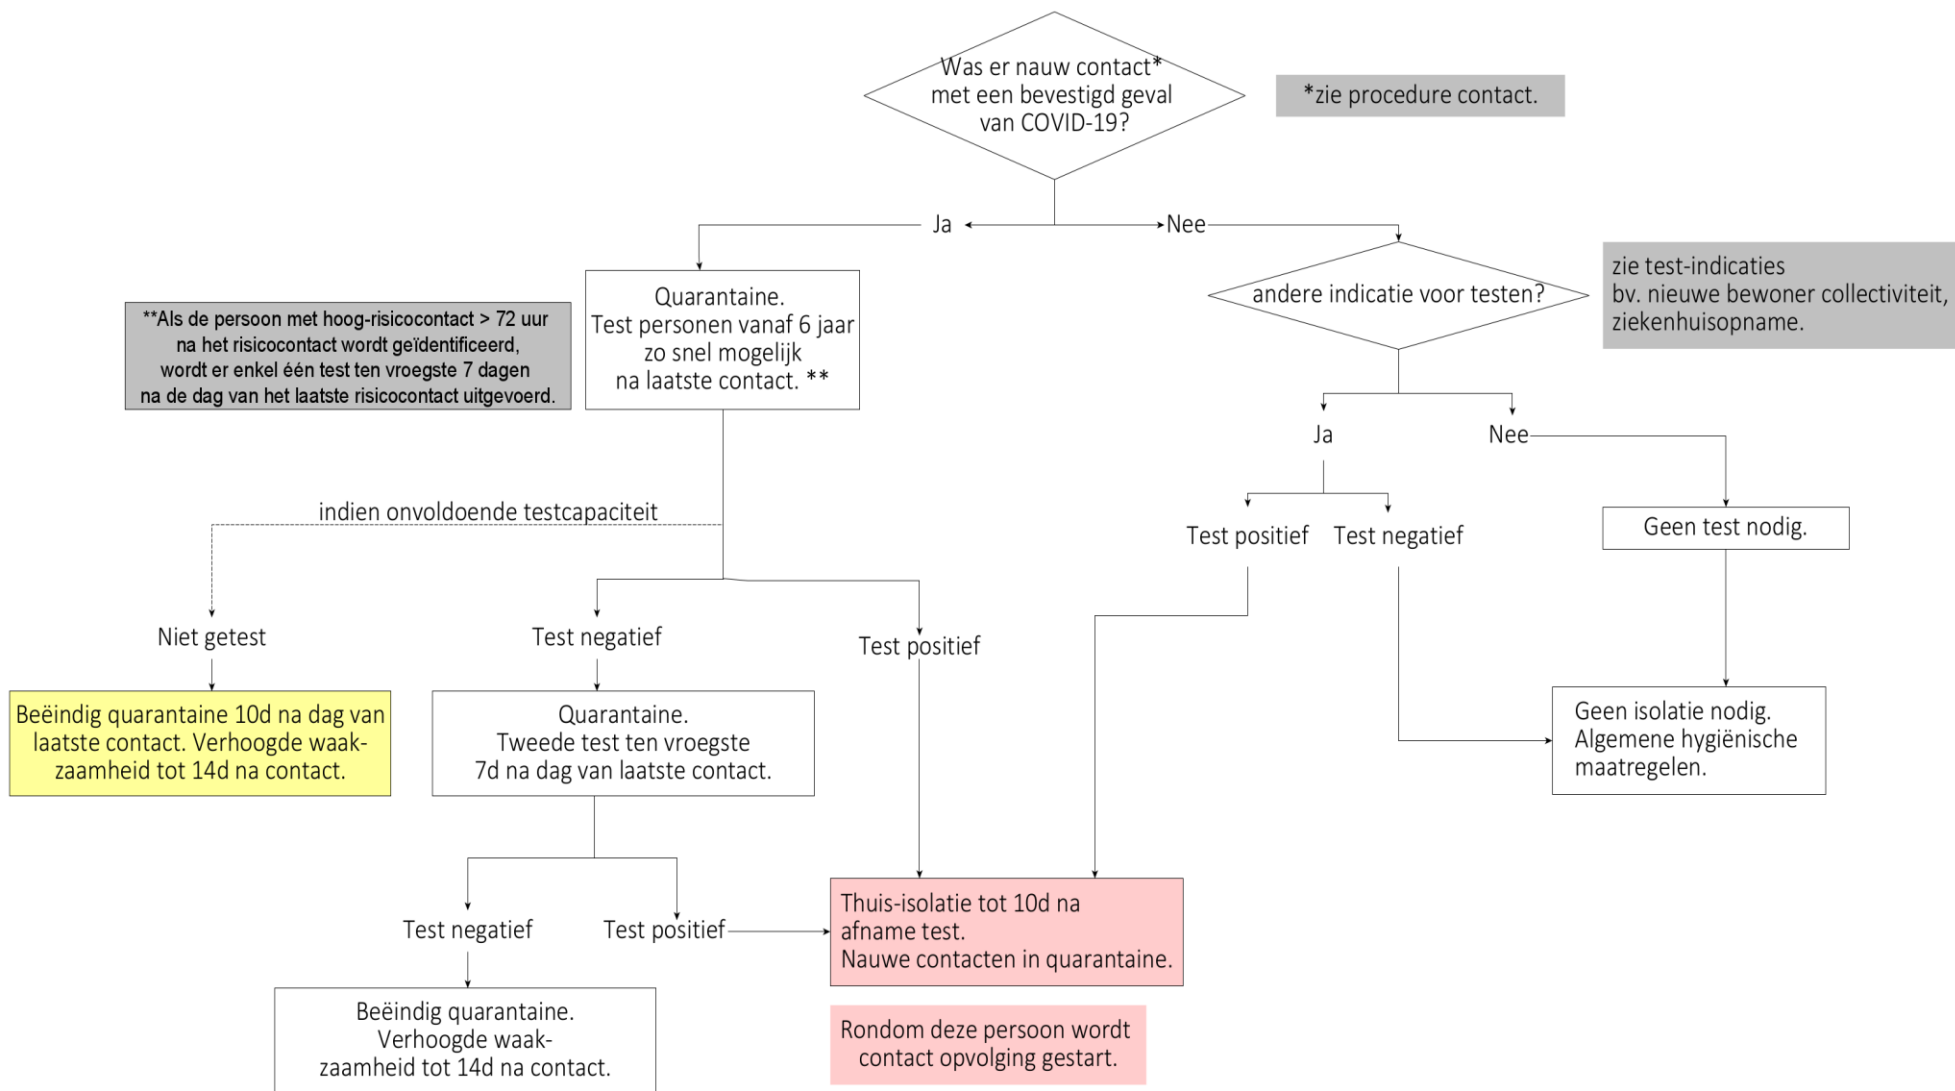 Was er nauw contact*
met een bevestigd geval
van COVID-19?
*zie procedure contact.
Ja
Nee
Quarantaine.
Test personen vanaf 6 jaar
zo snel mogelijk
na laatste contact. **
**Als de persoon met hoog-risicocontact > 72 uur
na het risicocontact wordt geïdentificeerd,
wordt er enkel één test ten vroegste 7 dagen
na de dag van het laatste risicocontact uitgevoerd.
andere indicatie voor testen?
zie test-indicaties
bv. nieuwe bewoner collectiviteit,
ziekenhuisopname.
Ja
Nee
indien onvoldoende testcapaciteit
Test positief
Test negatief
Geen test nodig.
Niet getest
Test negatief
Test positief
Beëindig quarantaine 10d na dag van
laatste contact. Verhoogde waak-
zaamheid tot 14d na contact.
Quarantaine.
Tweede test ten vroegste
7d na dag van laatste contact.
Geen isolatie nodig.
Algemene hygiënische
maatregelen.
Test negatief
Test positief
Thuis-isolatie tot 10d na
afname test.
Nauwe contacten in quarantaine.
Beëindig quarantaine.
Verhoogde waak-
zaamheid tot 14d na contact.
Rondom deze persoon wordt
contact opvolging gestart.